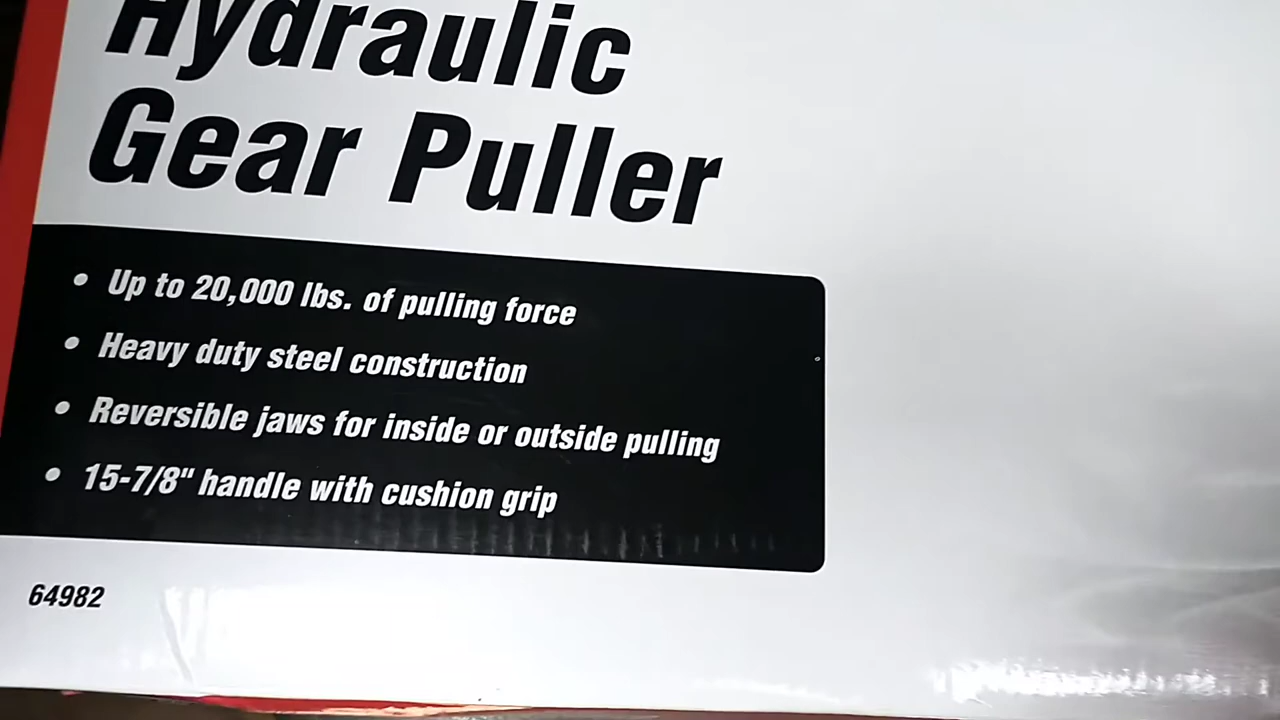 Hydraulic
Gear Puller
• Up to 20,000 lbs. of pulling force
• Heavy duty steel construction
• Reversible jaws for inside or outside pulling
• 15-7/8" handle with cushion grip
64982